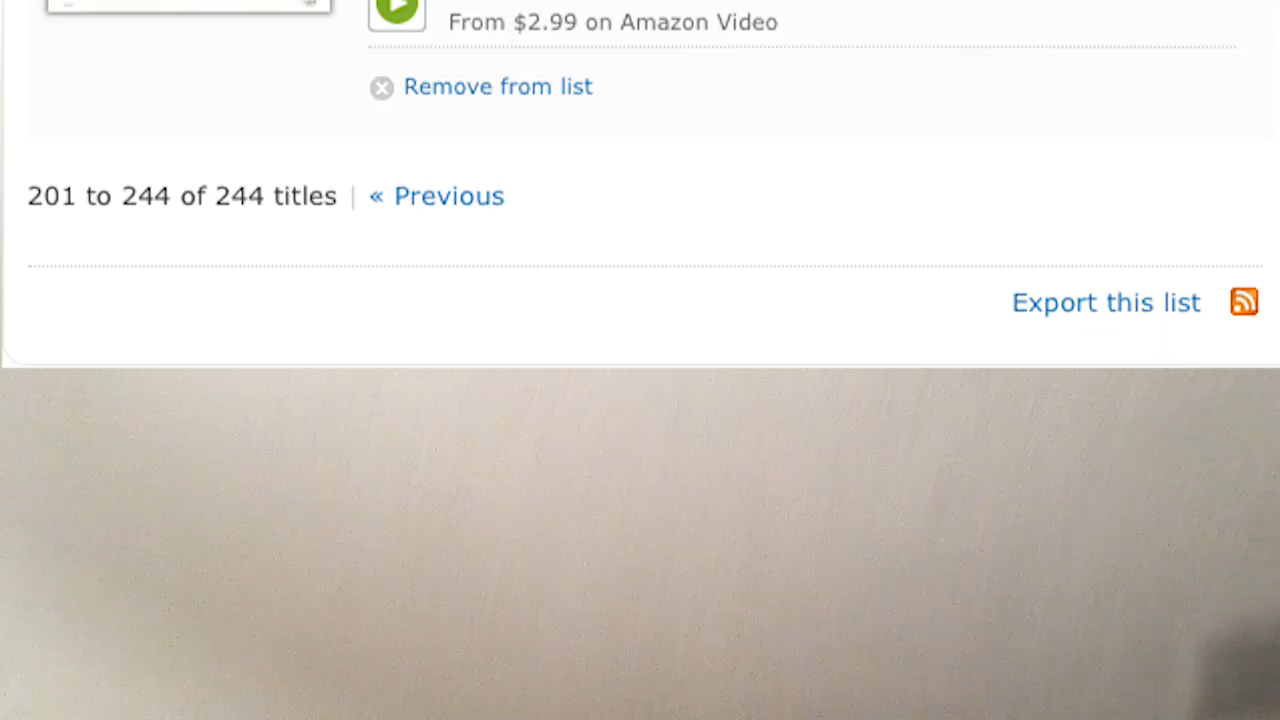 From $2.99 on Amazon Video
Remove from list
201 to 244 of 244 titles | « Previous
Export this list